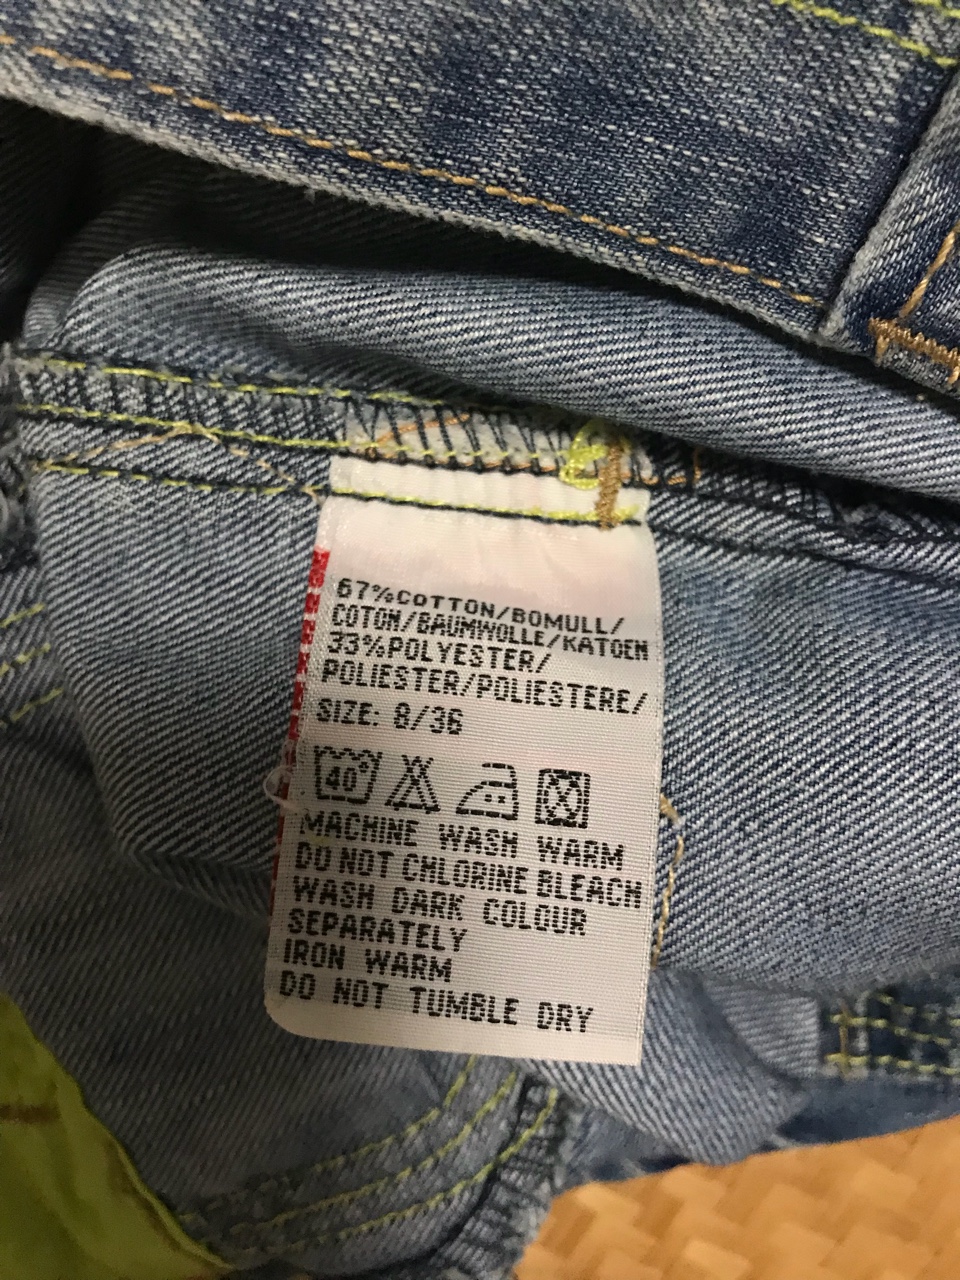 67%COTTON/BOMULL/
COTON/BAUMWOLLE/KATOEN
33%POLYESTER/
POLIESTER/POLIESTERE/
SIZE: 8/36
40°
MACHINE WASH WARM
DO NOT CHLORINE BLEACH
WASH DARK COLOUR
SEPARATELY
IRON WARM
DO NOT TUMBLE DRY